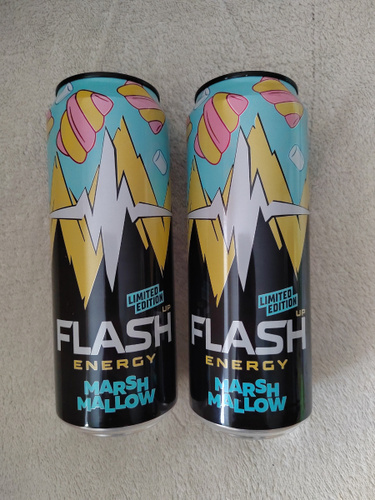 LIMITED
EDITION
UP
FLASH
ENERGY
MARSH
MALLOW
LIMITED
EDITION
UP
FLASH
ENERGY
MARSH
MALLOW